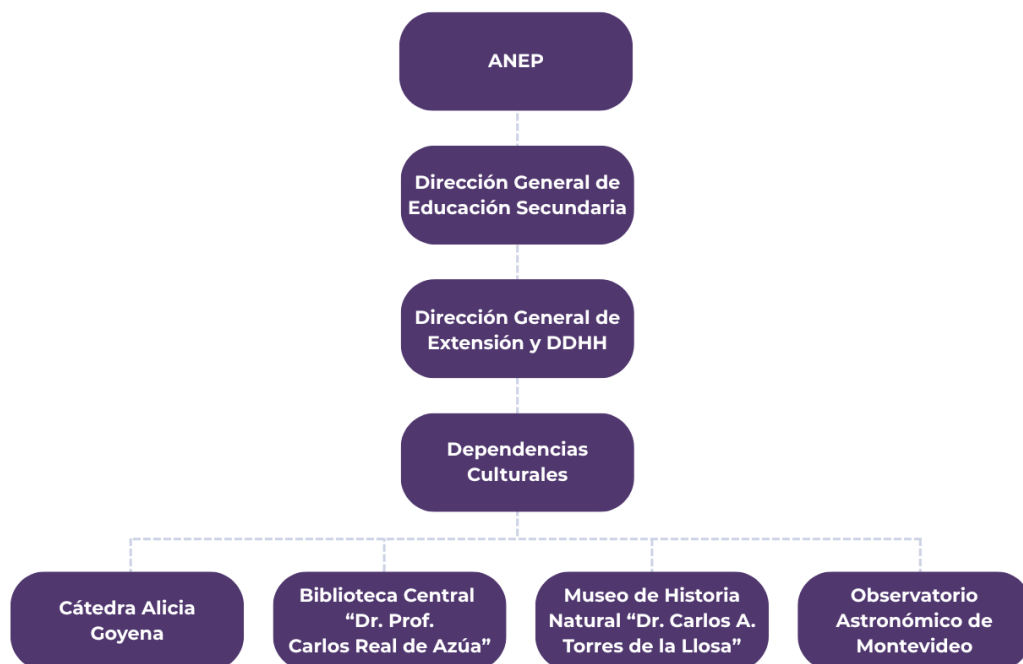 ANEP
Dirección General de
Educación Secundaria
Dirección General de
Extensión y DDHH
Dependencias
Culturales
Cátedra Alicia
Goyena
Biblioteca Central
“Dr. Prof.
Carlos Real de Azúa”
Museo de Historia
Natural “Dr. Carlos A.
Torres de la Llosa”
Observatorio
Astronómico de
Montevideo